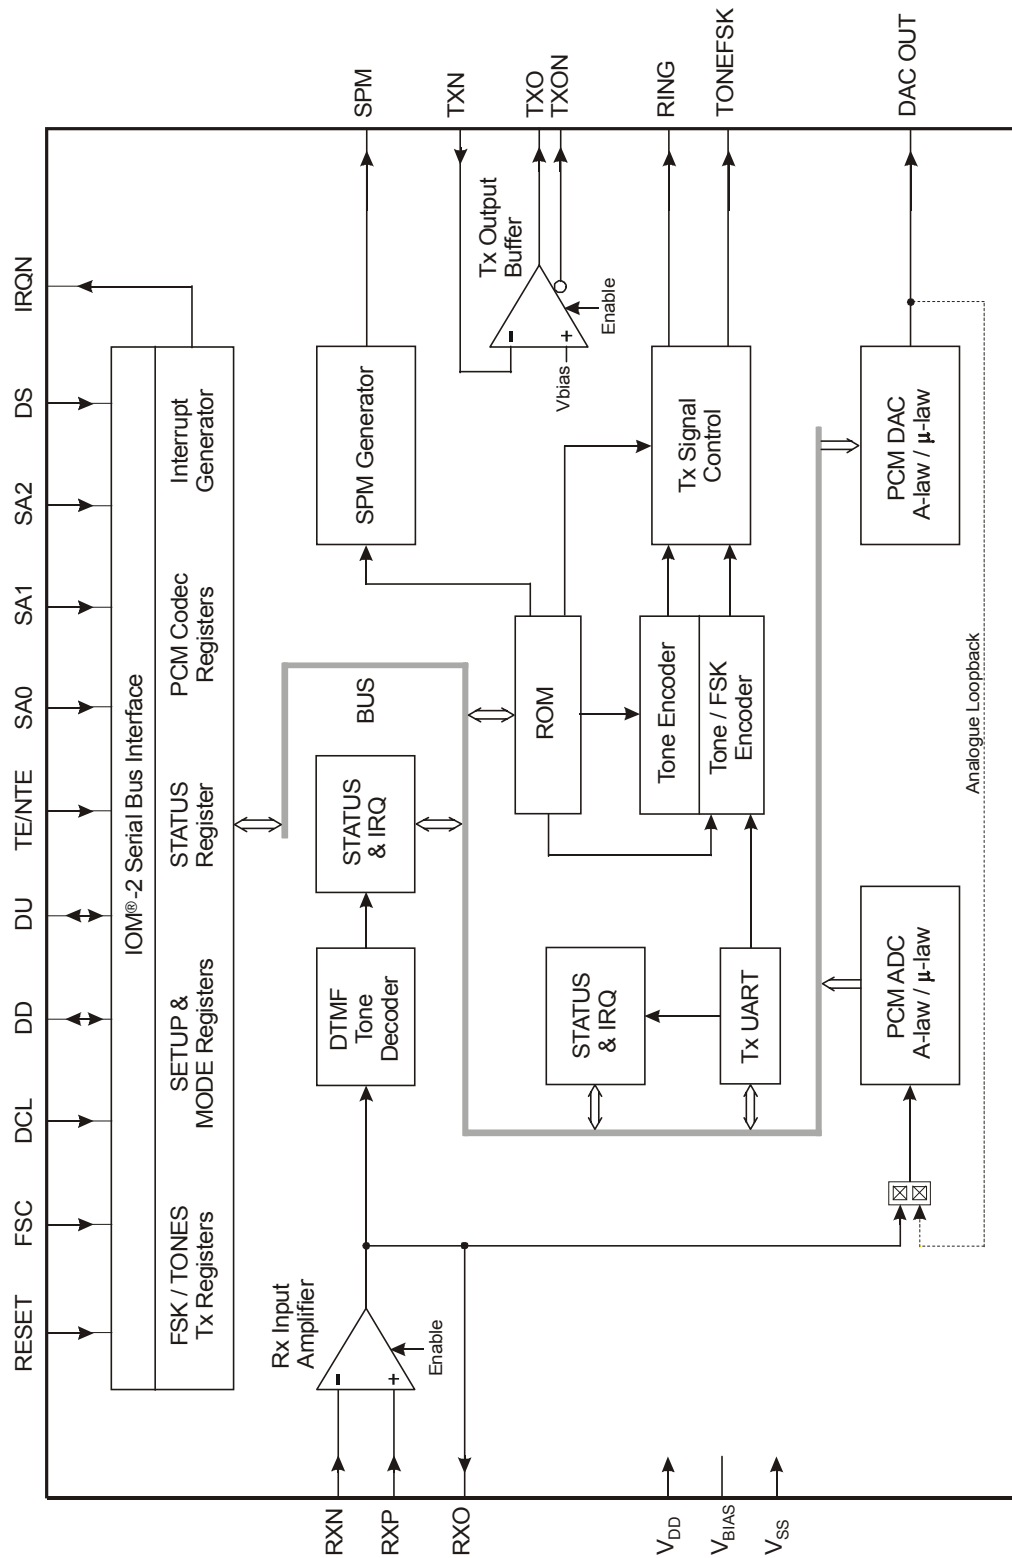 RESET
FSC
DCL
DD
DU
TE/NTE
SA0
SA1
SA2
DS
IRQN
IOM®-2 Serial Bus Interface
FSK / TONES
Tx Registers
SETUP &
MODE Registers
STATUS
Register
PCM Codec
Registers
Interrupt
Generator
RXN
RXP
RXO
VDD
VBIAS
VSS
Rx Input
Amplifier
Enable
DTMF
Tone
Decoder
STATUS
& IRQ
BUS
SPM Generator
SPM
TXN
Tx Output
Buffer
TXO
TXON
Vbias
Enable
ROM
STATUS
& IRQ
Tx UART
Tone Encoder
Tone / FSK
Encoder
Tx Signal
Control
RING
TONEFSK
PCM ADC
A-law / μ-law
PCM DAC
A-law / μ-law
DAC OUT
Analogue Loopback